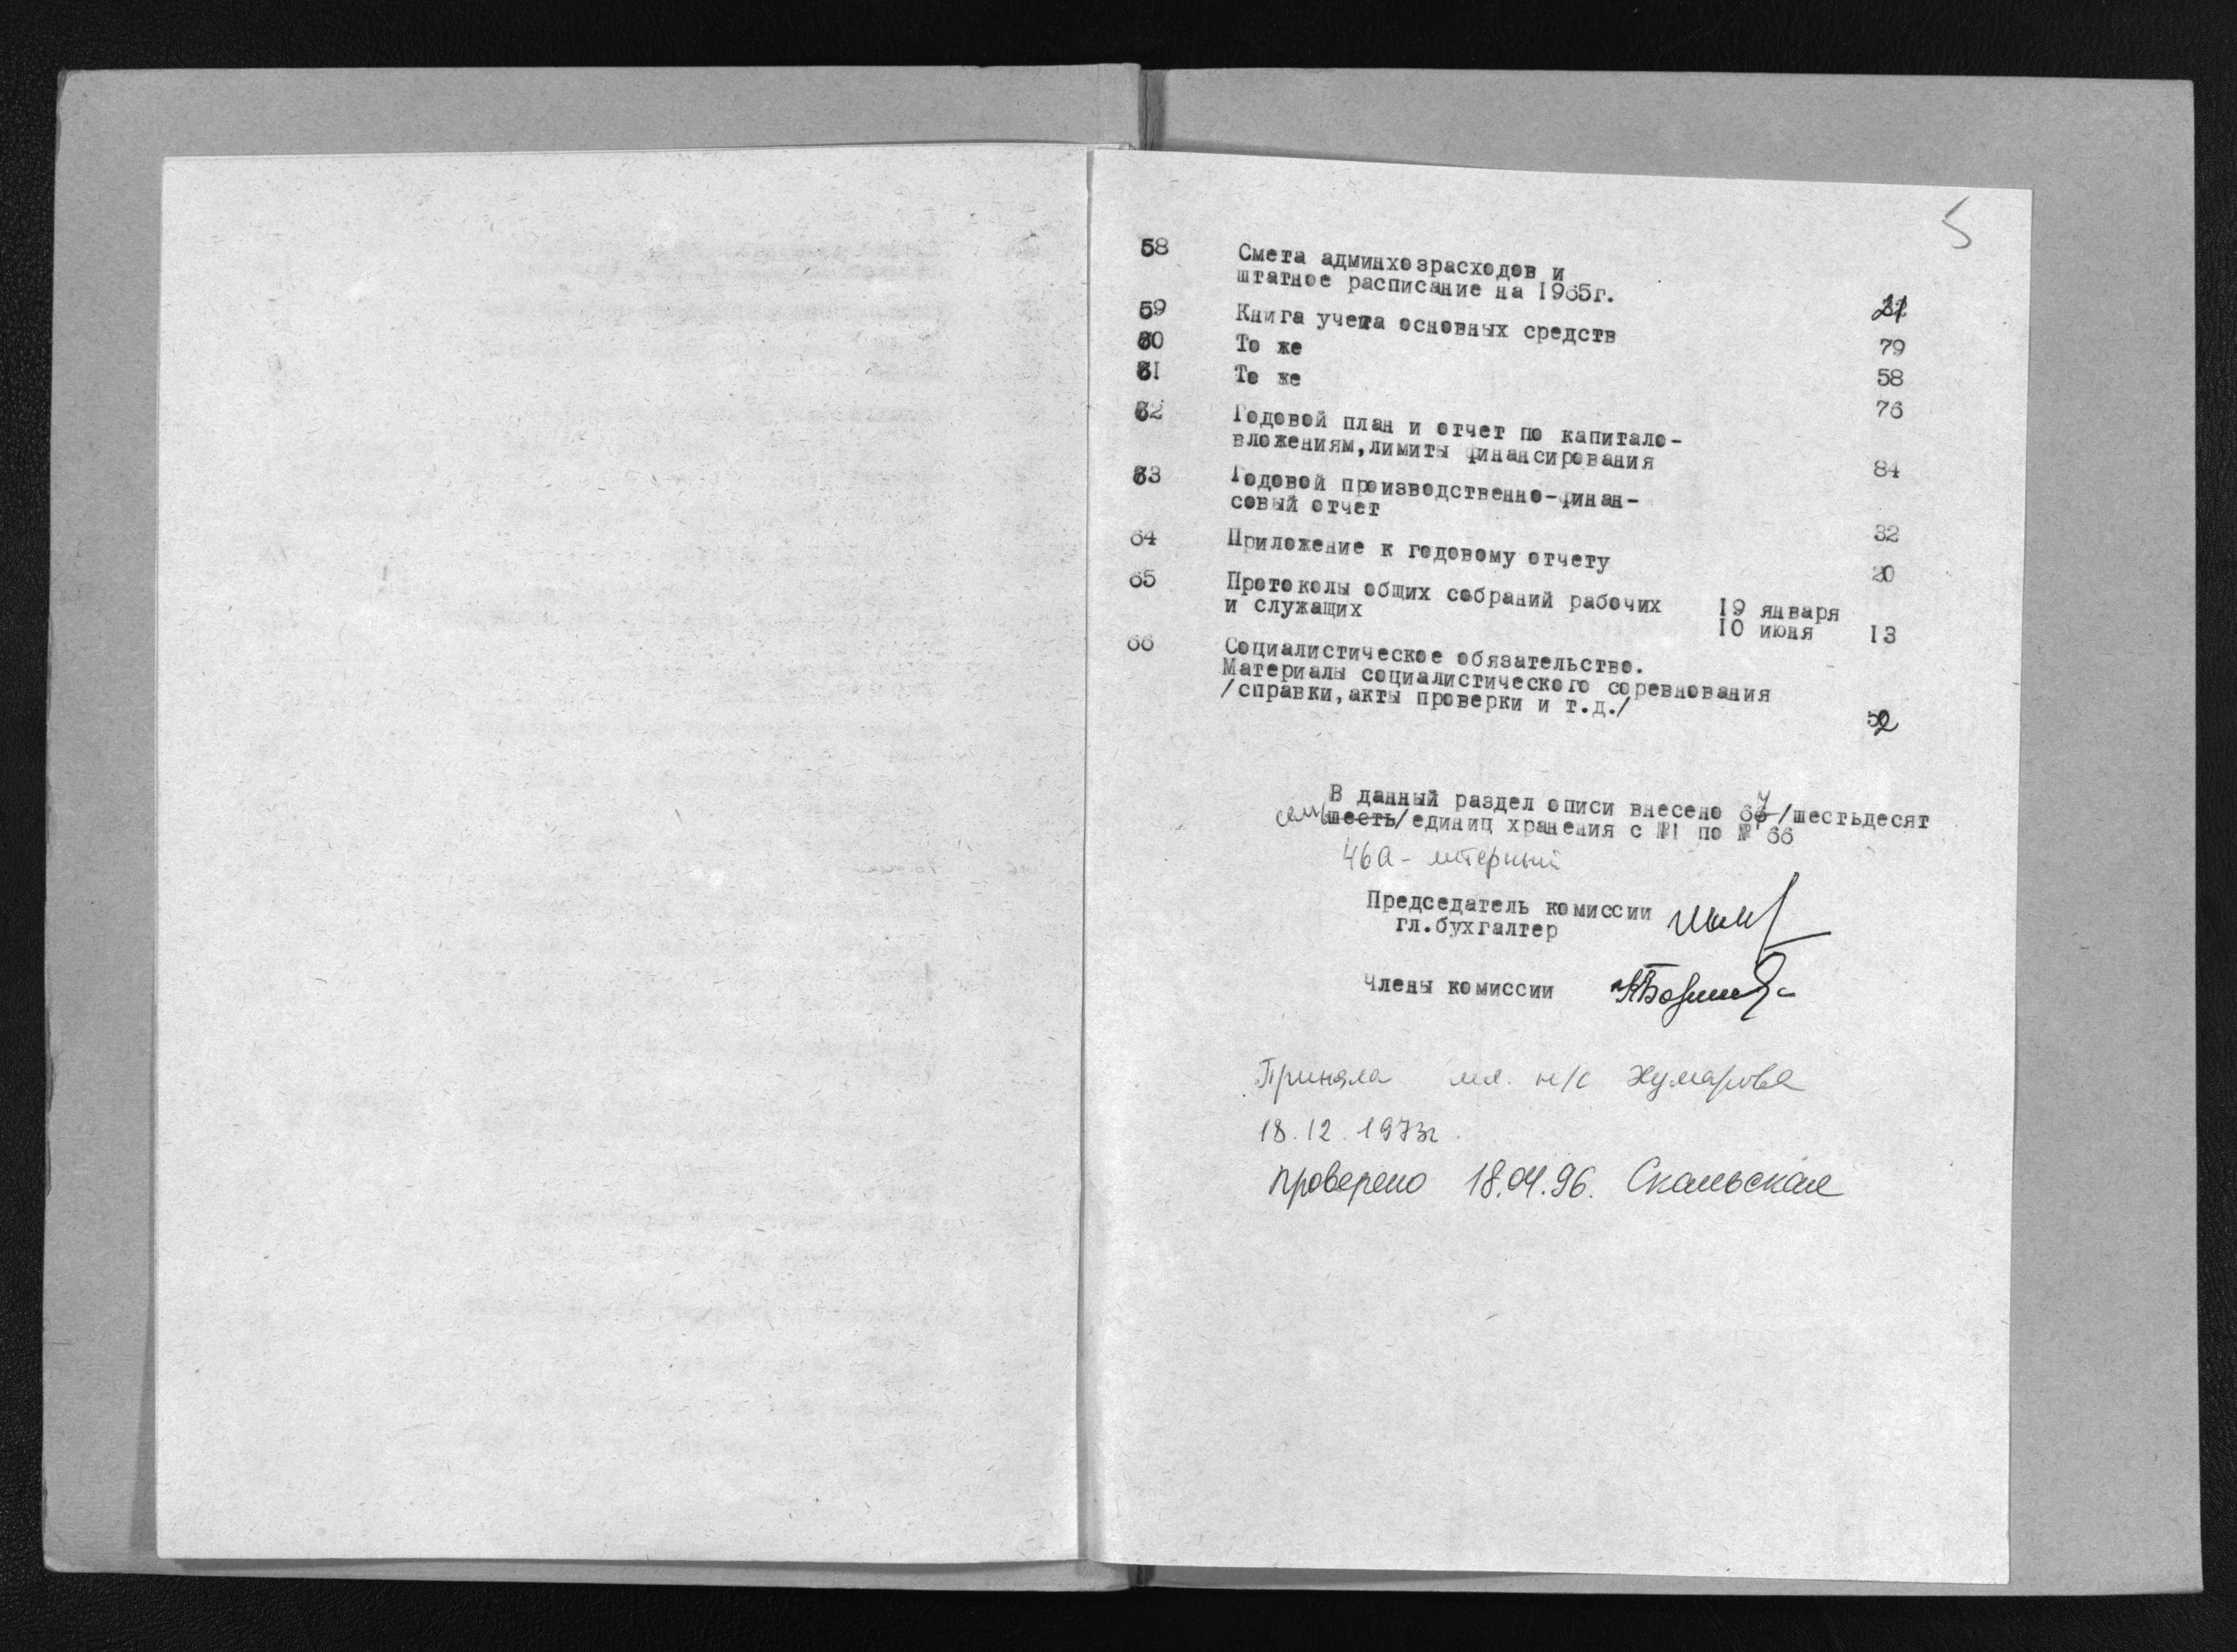 5
58 Смета админхозрасходов и
штатное расписание на 1965г.
59 Книга учета основных средств 79
60 То же 58
61 То же 76
62 Годовой план и отчет по капитало-
вложениям, лимиты финансирования 84
63 Годовой производственно-финан-
совый отчет 32
64 Приложение к годовому отчету 20
65 Протоколы общих собраний рабочих 19 января
и служащих 10 июня 13
66 Социалистическое обязательство.
Материалы социалистического соревнования
/справки, акты проверки и т.д./ 52
В данный раздел описи внесено 67 /шестьдесят
семь шесть/ единиц хранения с №1 по № 66
46а - литерный
Председатель комиссии
гл.бухгалтер
Члены комиссии
Приняла мл. н/с Жумарова
18.12.1973г.
проверено 18.04.96. Скальская